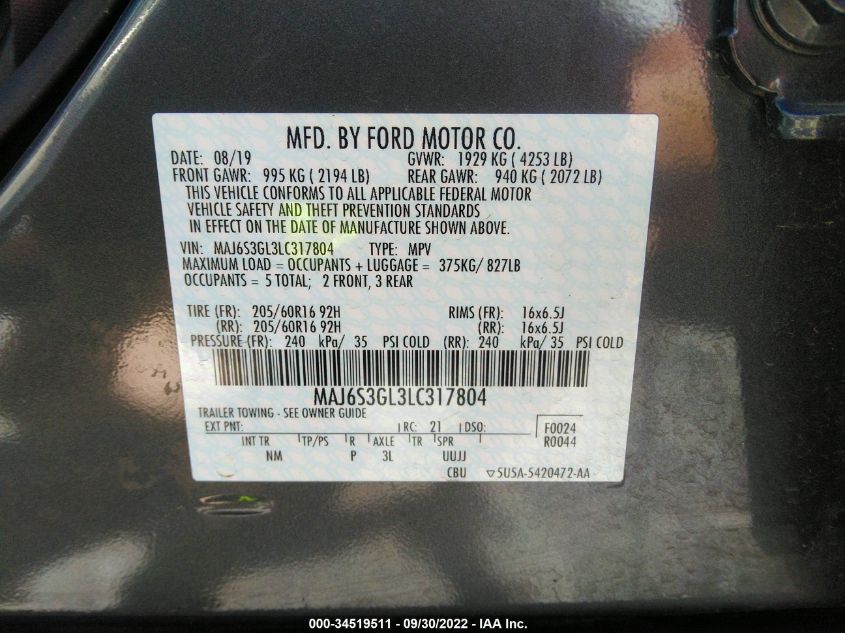 MFD. BY FORD MOTOR CO.
DATE: 08/19 GVWR: 1929 KG ( 4253 LB)
FRONT GAWR: 995 KG ( 2194 LB) REAR GAWR: 940 KG ( 2072 LB)
THIS VEHICLE CONFORMS TO ALL APPLICABLE FEDERAL MOTOR
VEHICLE SAFETY AND THEFT PREVENTION STANDARDS
IN EFFECT ON THE DATE OF MANUFACTURE SHOWN ABOVE.
VIN: MAJ6S3GL3LC317804 TYPE: MPV
MAXIMUM LOAD = OCCUPANTS + LUGGAGE = 375KG/ 827LB
OCCUPANTS = 5 TOTAL; 2 FRONT, 3 REAR
TIRE (FR): 205/60R16 92H RIMS (FR): 16x6.5J
(RR): 205/60R16 92H (RR): 16x6.5J
PRESSURE(FR): 240 kPa/ 35 PSI COLD (RR): 240 kPa/ 35 PSI COLD
MAJ6S3GL3LC317804
TRAILER TOWING - SEE OWNER GUIDE
EXT PNT: RC: 21 DSO: F0024
INT TR TP/PS R AXLE TR SPR R0044
NM P 3L UUJJ
CBU 5U5A-5420472-AA
000-34519511 - 09/30/2022 - IAA Inc.